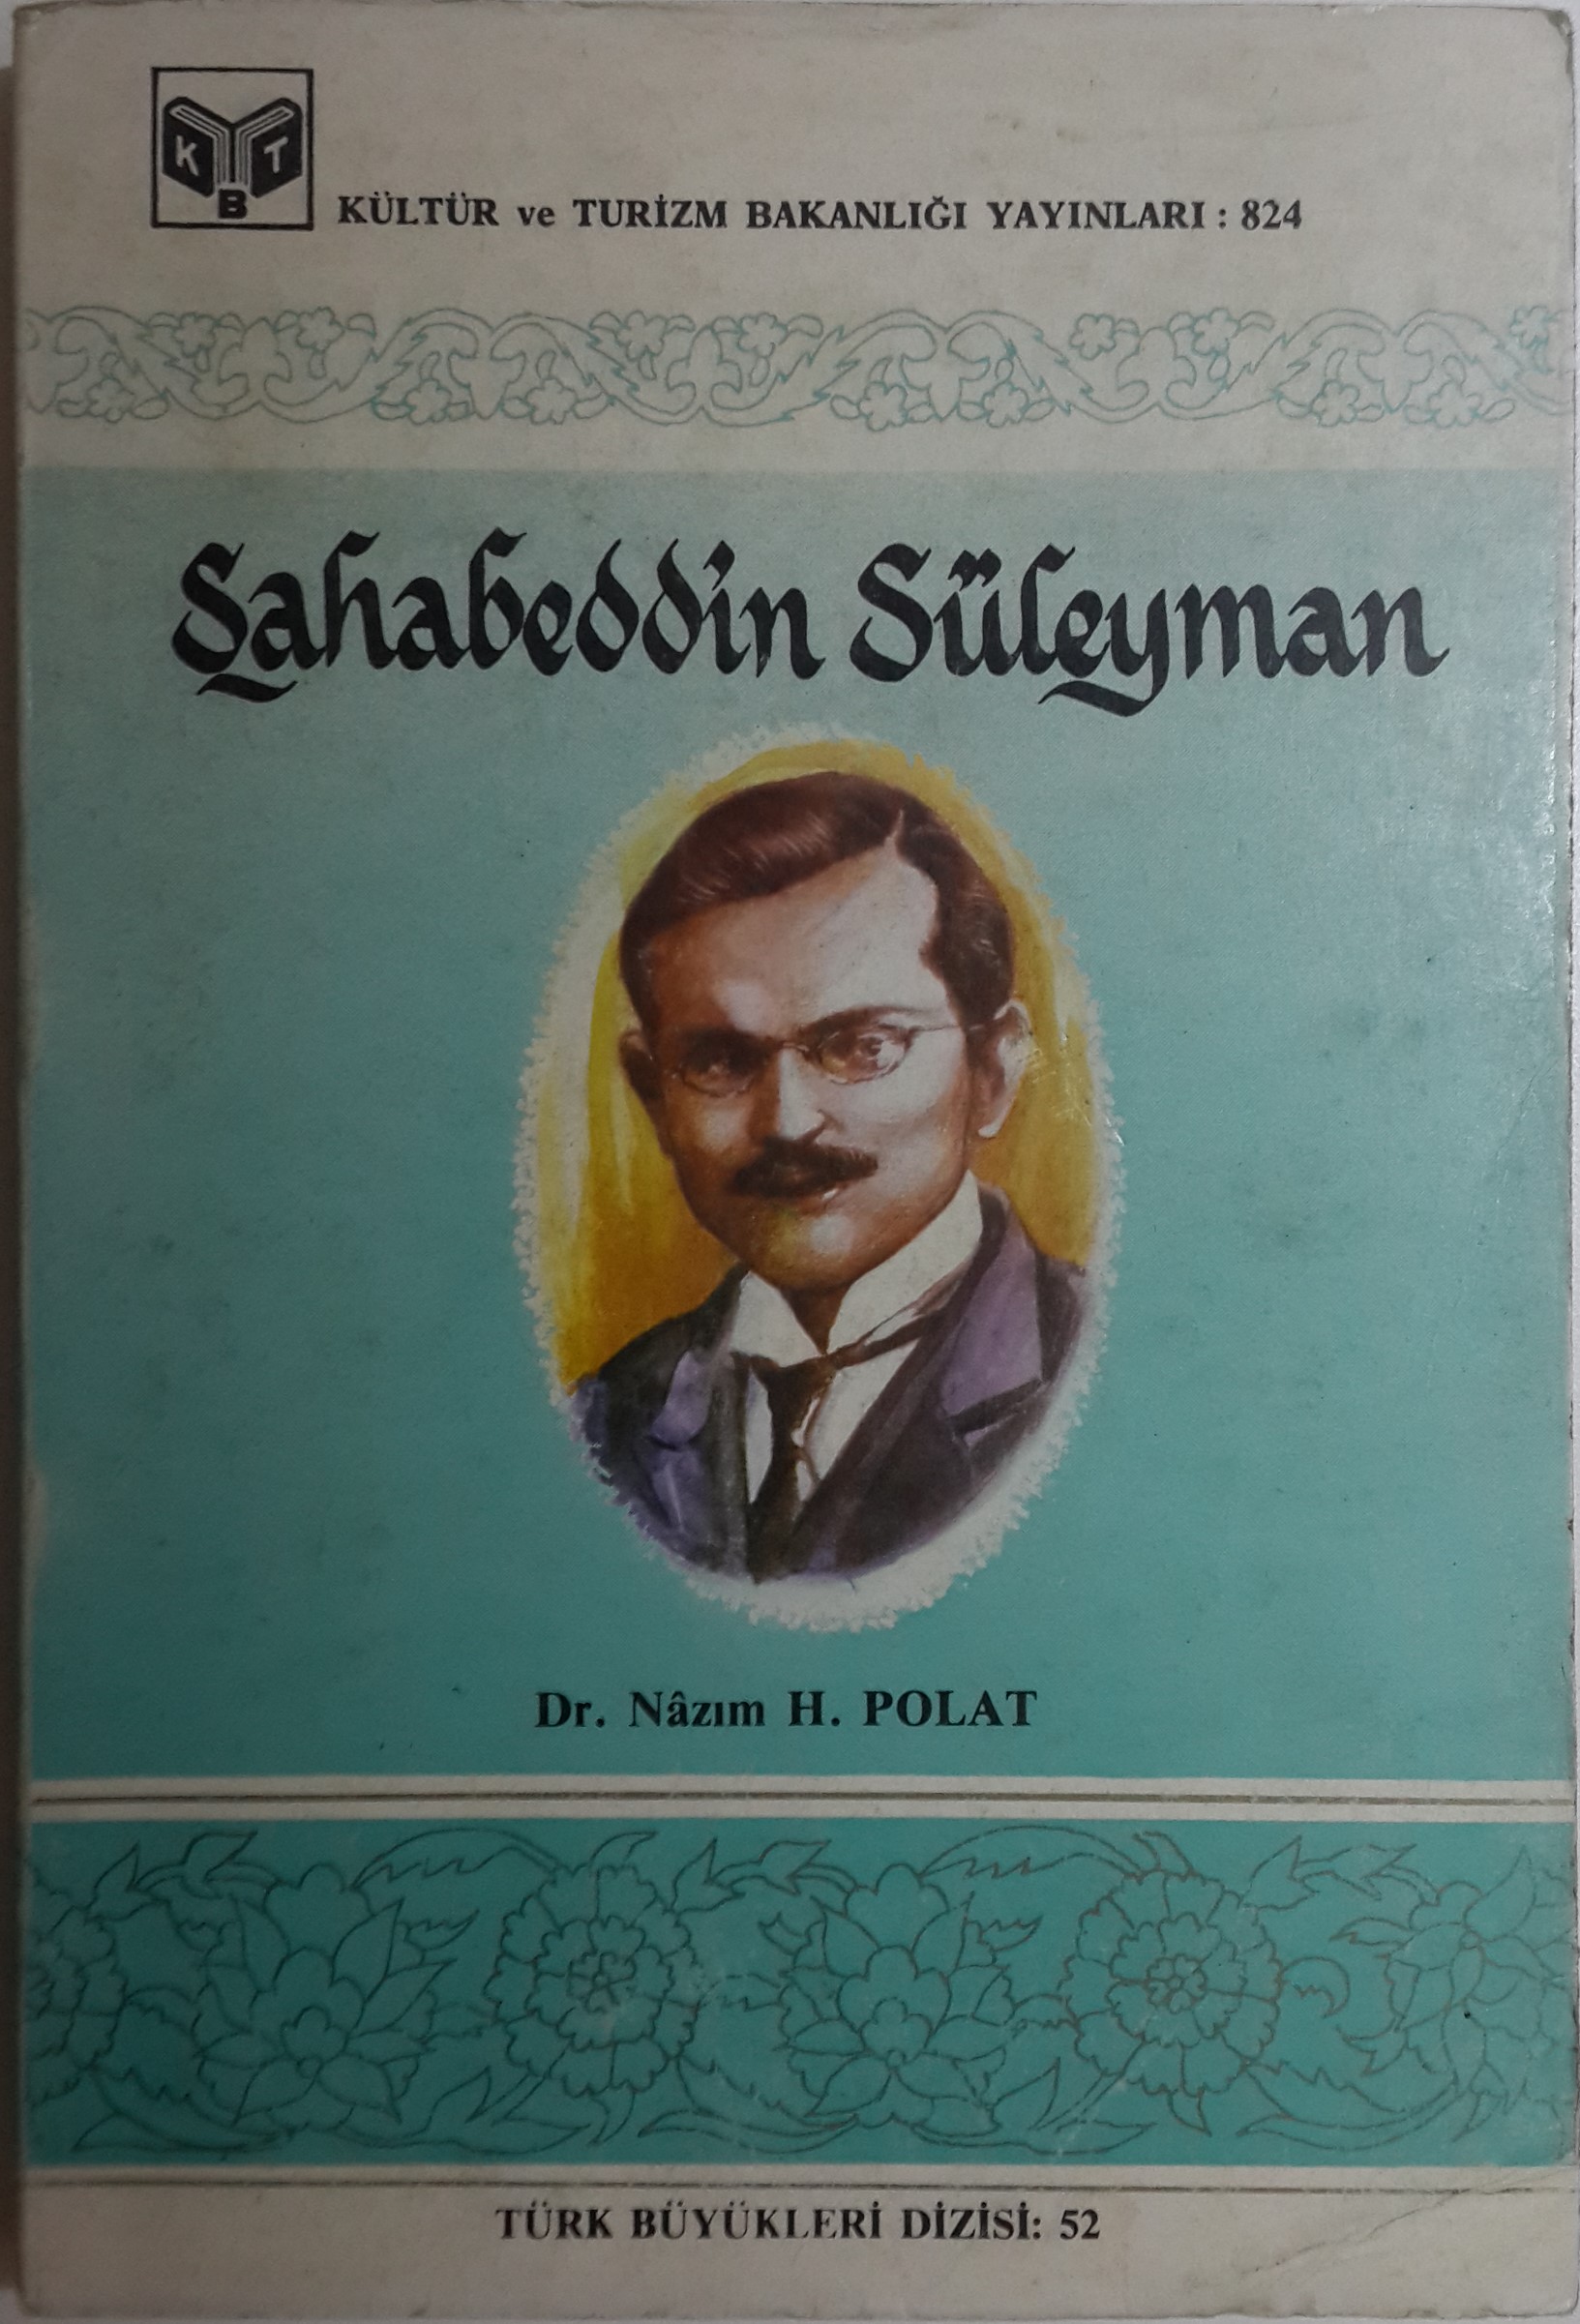 K T
B
KÜLTÜR ve TURİZM BAKANLIĞI YAYINLARI : 824
Şahabeddin Süleyman
Dr. Nâzım H. POLAT
TÜRK BÜYÜKLERİ DİZİSİ: 52